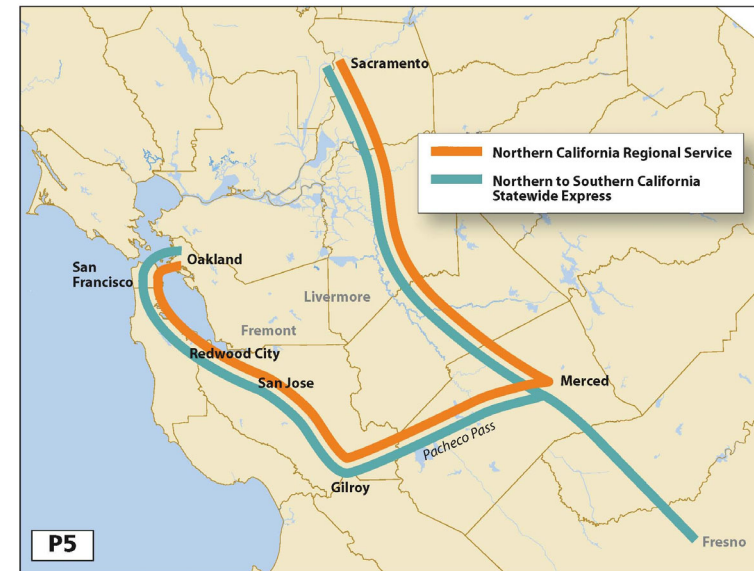 Sacramento
Northern California Regional Service
Northern to Southern California
Statewide Express
Oakland
San
Francisco
Livermore
Fremont
Redwood City
San Jose
Merced
Pacheco Pass
Gilroy
Fresno
P5